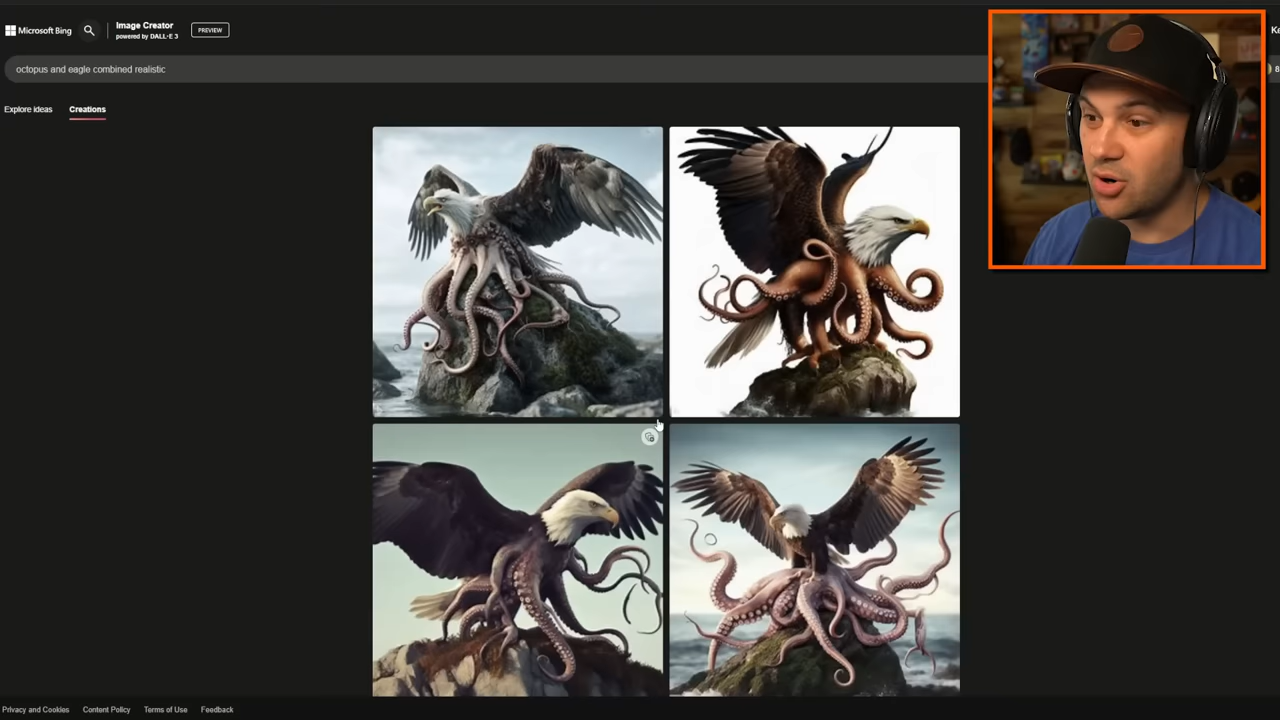 Microsoft Bing
Image Creator
powered by DALL·E 3
PREVIEW
octopus and eagle combined realistic
Explore ideas
Creations
Privacy and Cookies
Content Policy
Terms of Use
Feedback